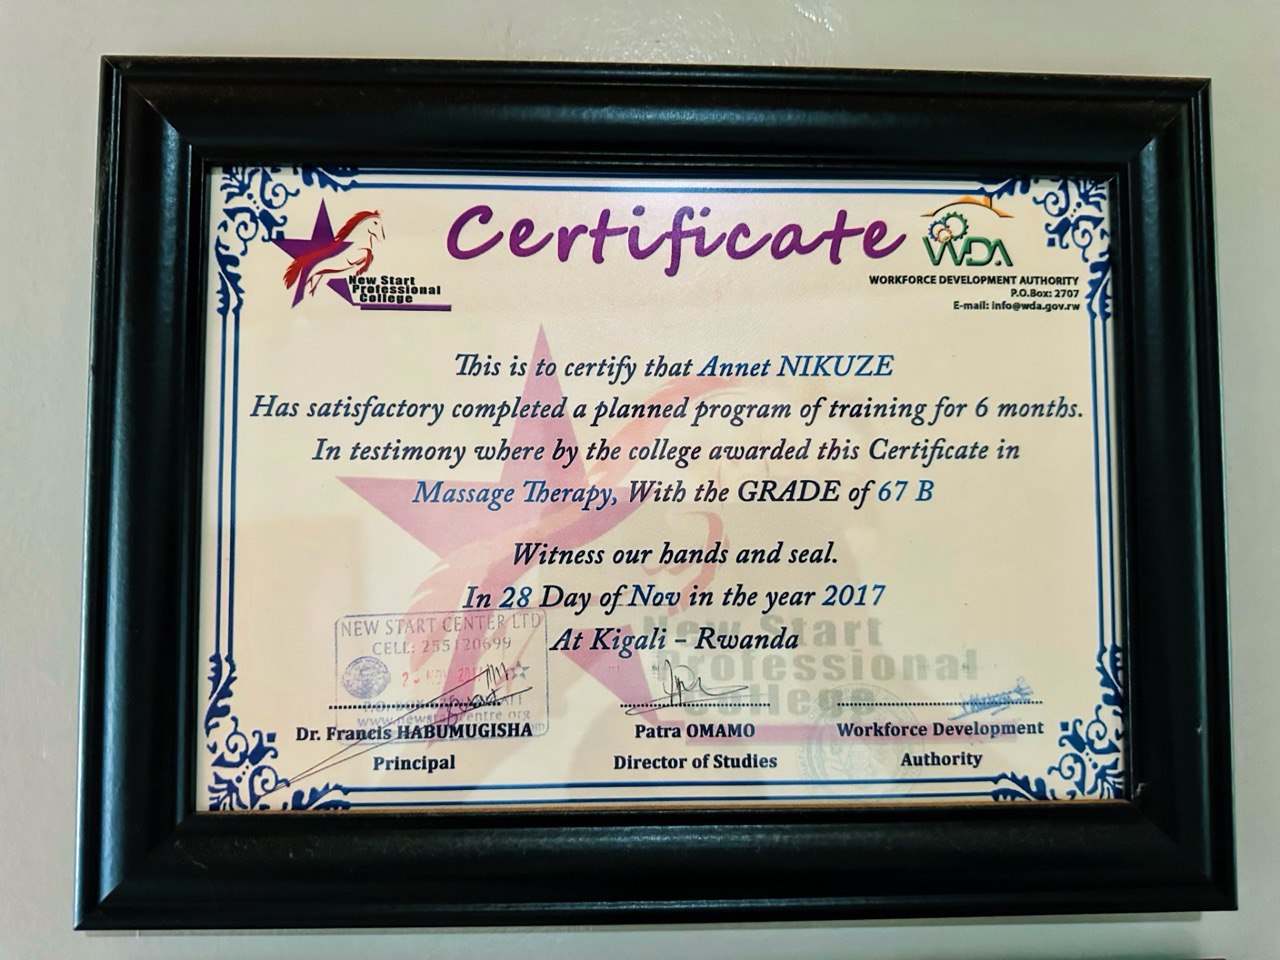 Certificate
New Start
Professional
College
WDA
WORKFORCE DEVELOPMENT AUTHORITY
P.O.Box: 2707
E-mail: info@wda.gov.rw
This is to certify that Annet NIKUZE
Has satisfactory completed a planned program of training for 6 months.
In testimony where by the college awarded this Certificate in
Massage Therapy, With the GRADE of 67 B
Witness our hands and seal.
In 28 Day of Nov in the year 2017
At Kigali - Rwanda
New Start
Professional
College
NEW START CENTER LTD
CELL: 255120699
Dr. Francis HABUMUGISHA
Principal
Patra OMAMO
Director of Studies
Workforce Development
Authority